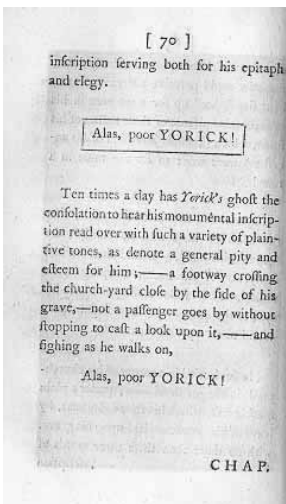 [ 70 ]
inſcription ſerving both for his epitaph
and elegy.
Alas, poor YORICK!
Ten times a day has Yorick's ghoſt the
conſolation to hear his monumental inſcrip-
tion read over with ſuch a variety of plain-
tive tones, as denote a general pity and
eſteem for him;——a footway croſſing
the church-yard cloſe by the ſide of his
grave,—not a paſſenger goes by without
ſtopping to caſt a look upon it,——and
ſighing as he walks on,
Alas, poor YORICK!
CHAP.